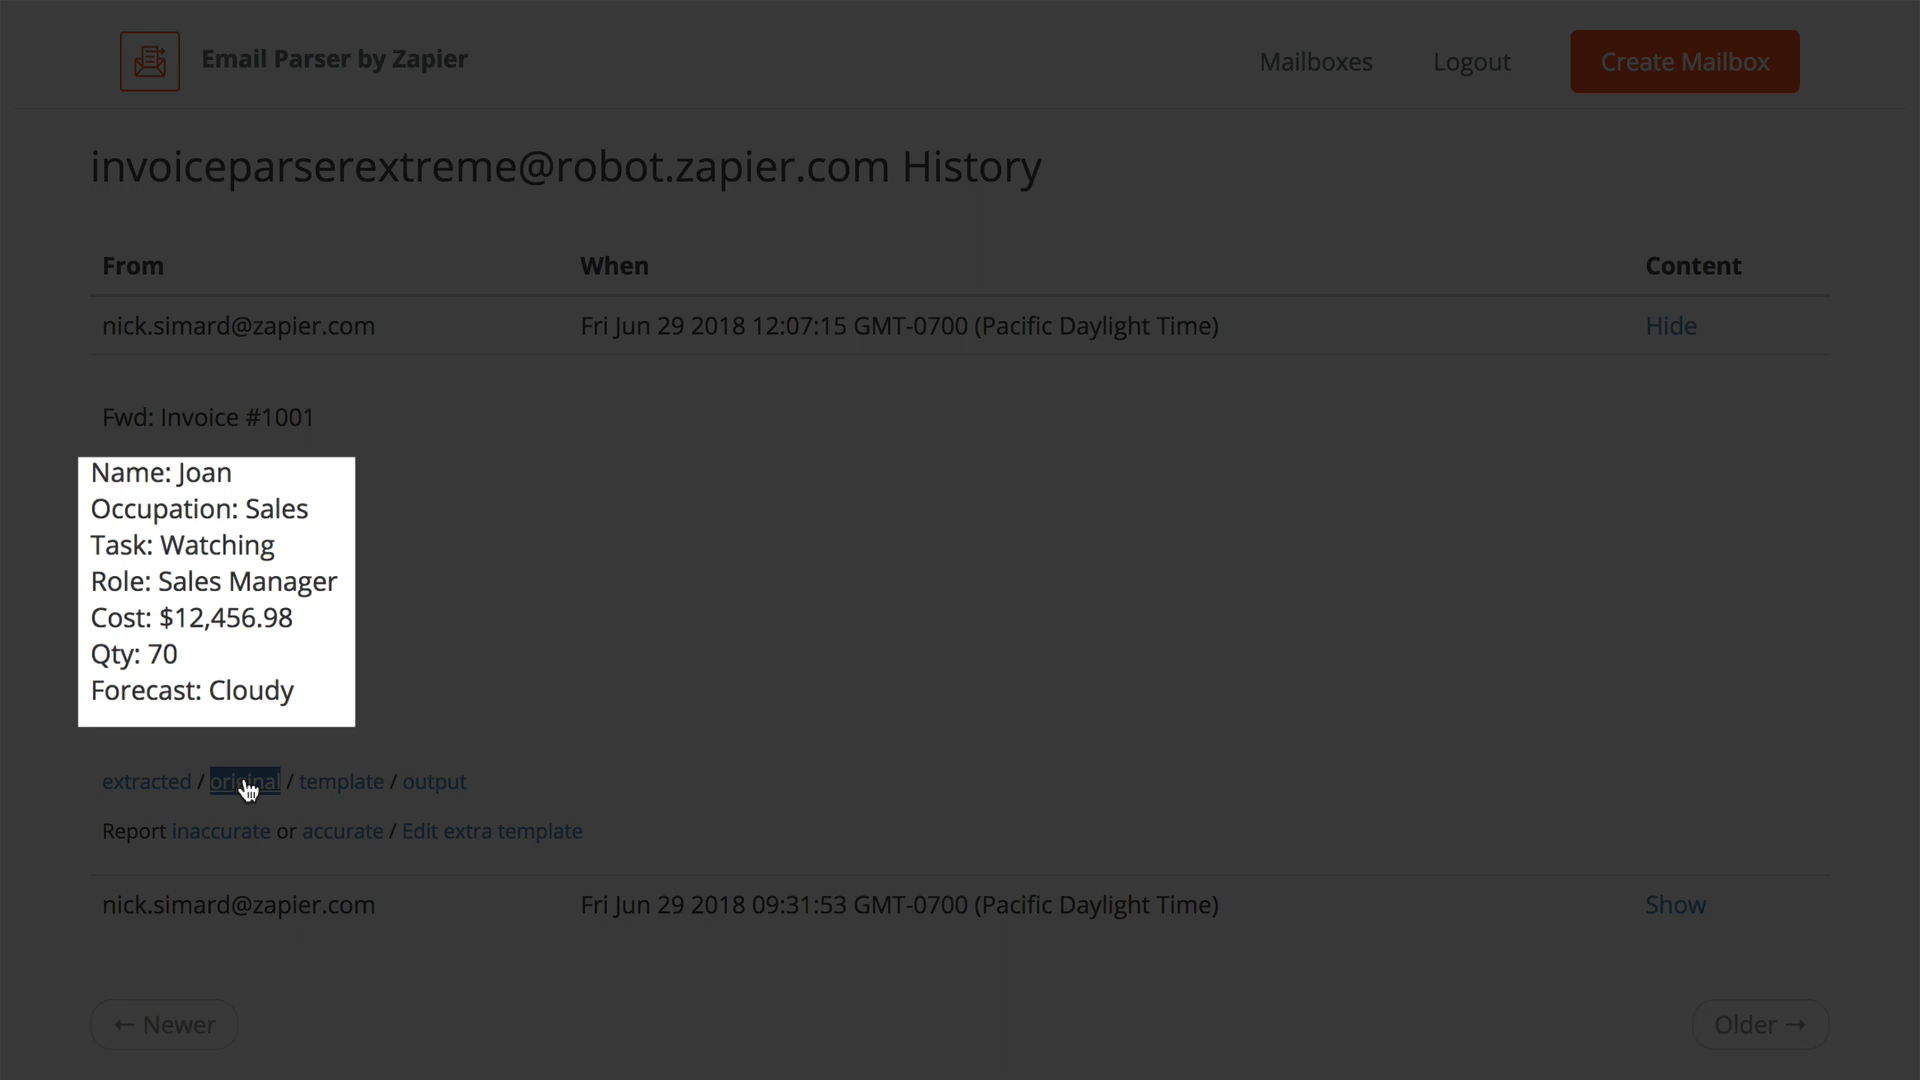 Email Parser by Zapier
Mailboxes
Logout
Create Mailbox
invoiceparserextreme@robot.zapier.com History
From When Content
nick.simard@zapier.com Fri Jun 29 2018 12:07:15 GMT-0700 (Pacific Daylight Time) Hide
Fwd: Invoice #1001
Name: Joan
Occupation: Sales
Task: Watching
Role: Sales Manager
Cost: $12,456.98
Qty: 70
Forecast: Cloudy
extracted / original / template / output
Report inaccurate or accurate / Edit extra template
nick.simard@zapier.com Fri Jun 29 2018 09:31:53 GMT-0700 (Pacific Daylight Time) Show
← Newer
Older →